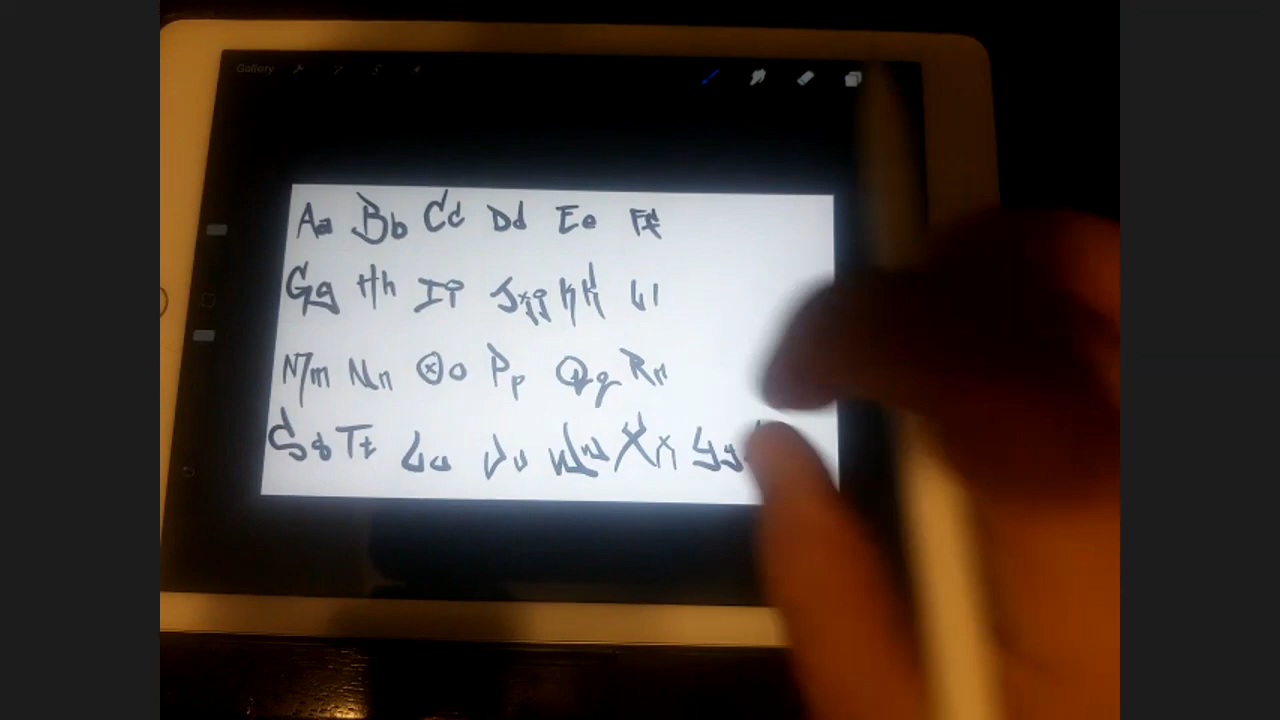 Gallery
Aa Bb Cc Dd Ee Ff
Gg Hh Ii Jj Kk Ll
Mm Nn Oo Pp Qq Rr
Ss Tt Uu Vv Ww Xx Yy